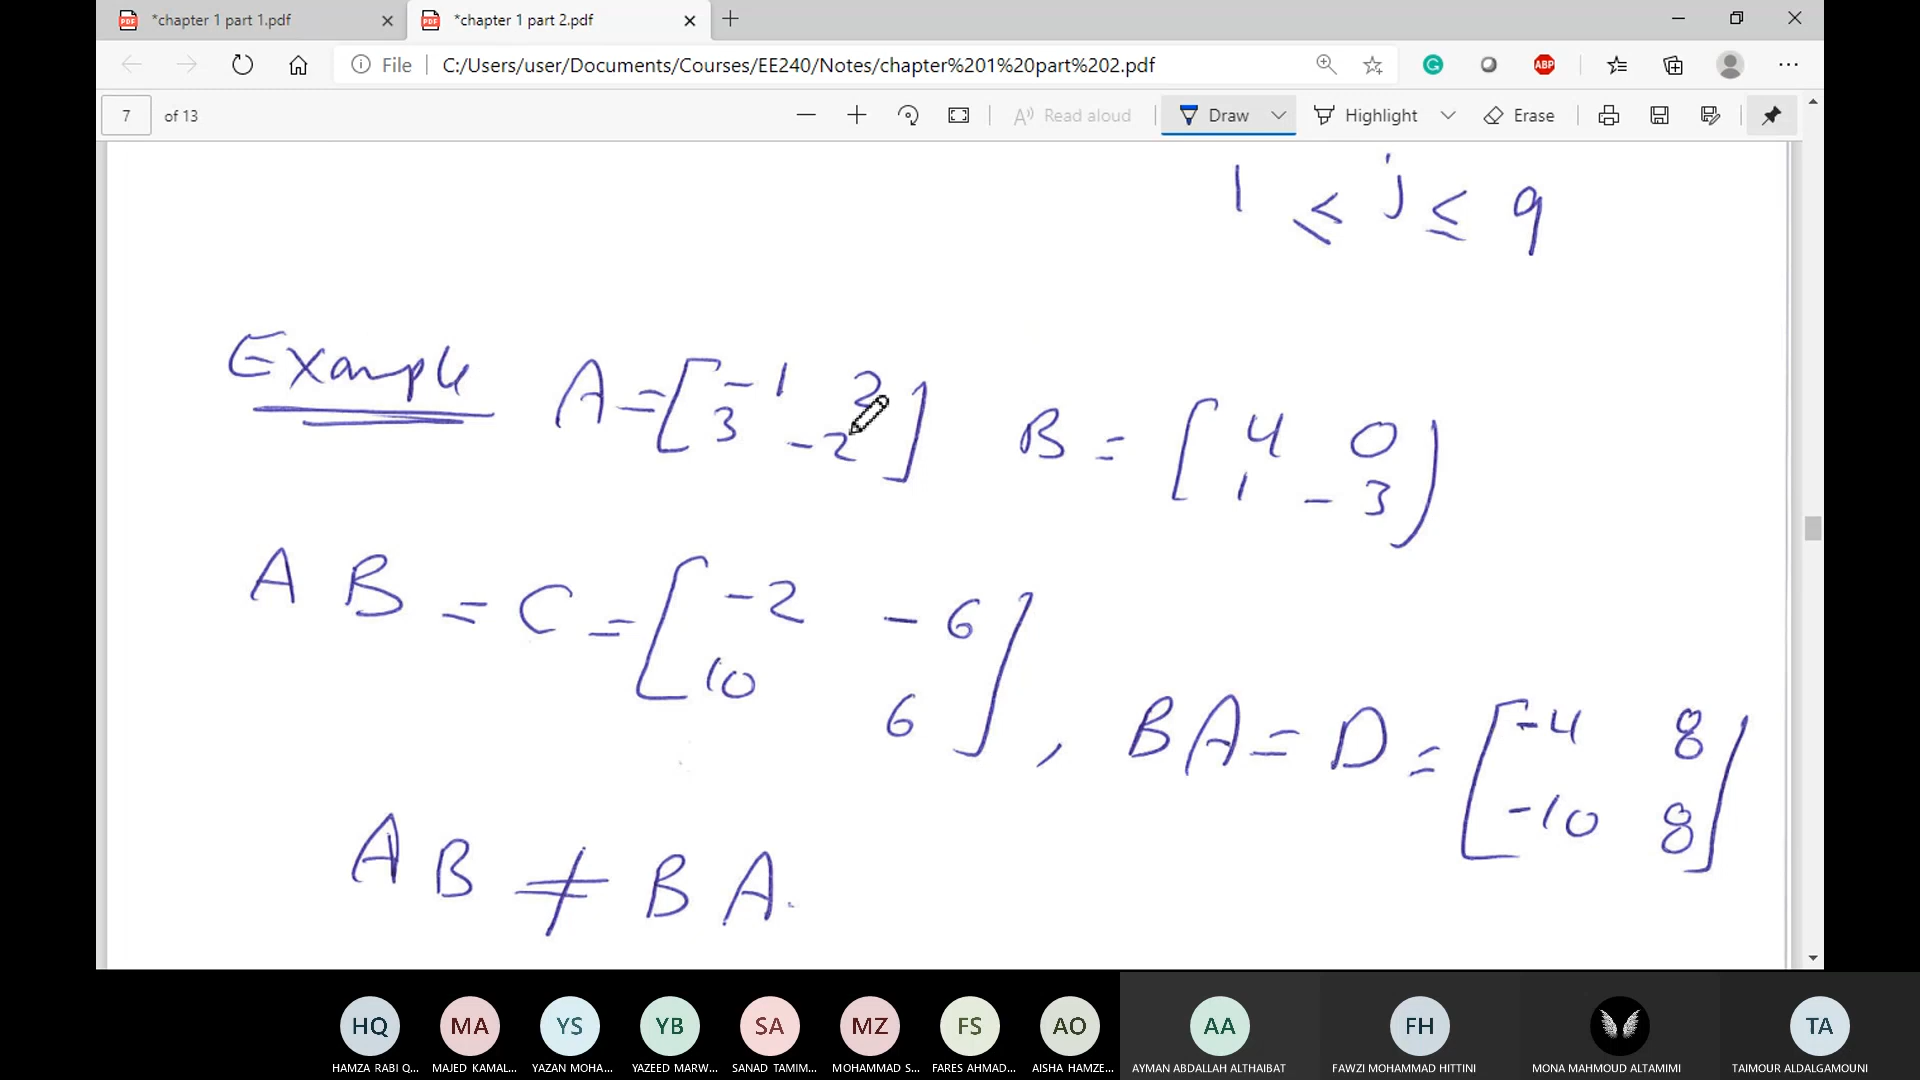 *chapter 1 part 1.pdf
*chapter 1 part 2.pdf
File | C:/Users/user/Documents/Courses/EE240/Notes/chapter%201%20part%202.pdf
ABP
7 of 13
Read aloud
Draw
Highlight
Erase
1 ≤ j ≤ 9
Example A = [ -1 2
3 -2 ]
B = [ 4 0
1 -3 )
A B = C = [ -2 -6
10 6 ] , BA = D = [ -4 8
-10 8 ]
AB ≠ BA.
HQ MA YS YB SA MZ FS AO AA FH TA
HAMZA RABI Q... MAJED KAMAL... YAZAN MOHA... YAZEED MARW... SANAD TAMIM... MOHAMMAD S... FARES AHMAD... AISHA HAMZE... AYMAN ABDALLAH ALTHAIBAT FAWZI MOHAMMAD HITTINI MONA MAHMOUD ALTAMIMI TAIMOUR ALDALGAMOUNI